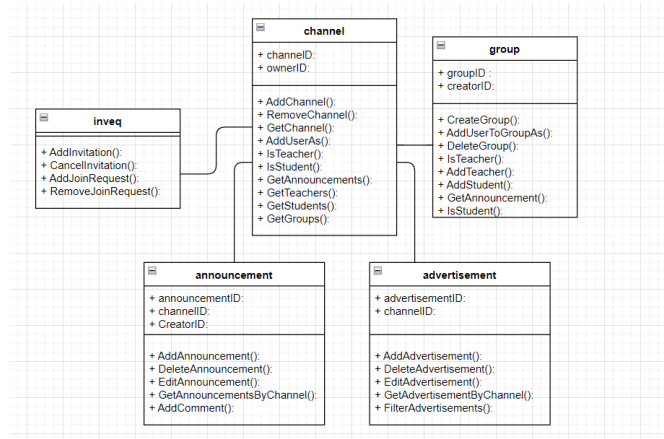 channel
+ channelD:
+ ownerID:
+ AddChannel():
+ RemoveChannel():
+ GetChannel():
+ AddUserAs():
+ IsTeacher():
+ IsStudent():
+ GetAnnouncements():
+ GetTeachers():
+ GetStudents():
+ GetGroups():
group
+ groupID :
+ creatorID:
+ CreateGroup():
+ AddUserToGroupAs():
+ DeleteGroup():
+ IsTeacher():
+ AddTeacher():
+ AddStudent():
+ GetAnnouncement():
+ IsStudent():
inveq
+ AddInvitation():
+ CancelInvitation():
+ AddJoinRequest():
+ RemoveJoinRequest():
announcement
+ announcementID:
+ channelID:
+ CreatorID:
+ AddAnnouncement():
+ DeleteAnnouncement():
+ EditAnnouncement():
+ GetAnnouncementsByChannel():
+ AddComment():
advertisement
+ advertisementID:
+ channelID:
+ AddAdvertisement():
+ DeleteAdvertisement():
+ EditAdvertisement():
+ GetAdvertisementByChannel():
+ FilterAdvertisements():